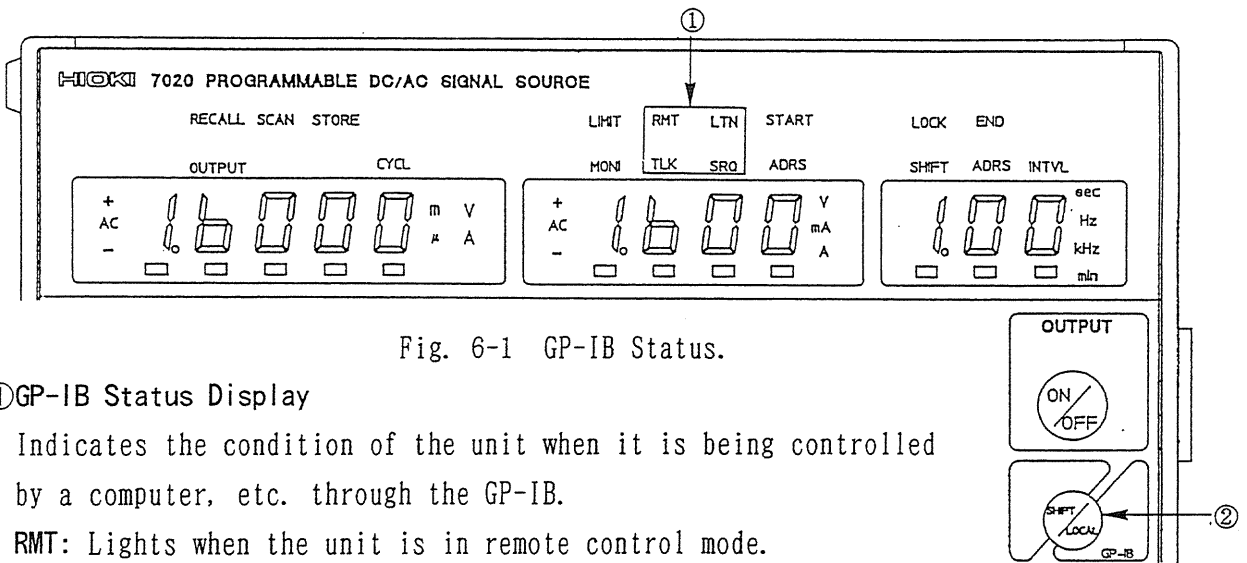 ①
HIOKI 7020 PROGRAMMABLE DC/AC SIGNAL SOURCE
RECALL SCAN STORE LIMIT RMT LTN START LOCK END
OUTPUT CYCL MONI TLK SRQ ADRS SHIFT ADRS INTVL
+ + V sec
AC 1.6000 m V AC 1.600 mA 1.00 Hz
- μ A - A kHz
min
OUTPUT
Fig. 6-1 GP-IB Status.
ON/OFF
①GP-IB Status Display
Indicates the condition of the unit when it is being controlled
by a computer, etc. through the GP-IB.
SHIFT/LOCAL ②
RMT: Lights when the unit is in remote control mode.
GP-IB